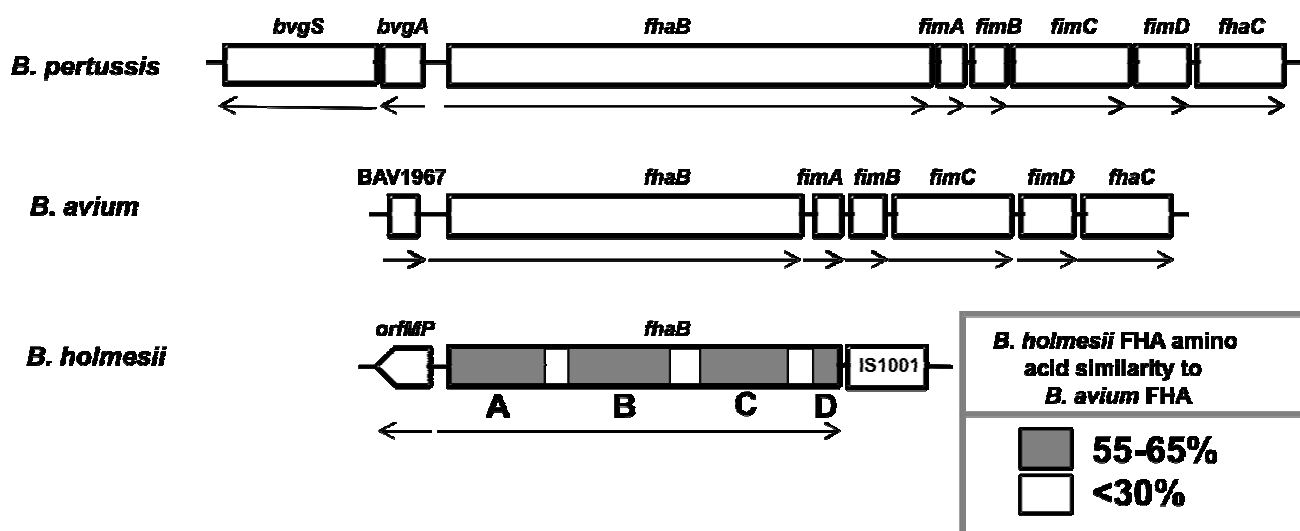 bvgS bvgA fhaB fimA fimB fimC fimD fhaC
B. pertussis
BAV1967 fhaB fimA fimB fimC fimD fhaC
B. avium
orfMP fhaB
B. holmesii
IS1001
A B C D
B. holmesii FHA amino
acid similarity to
B. avium FHA
55-65%
<30%